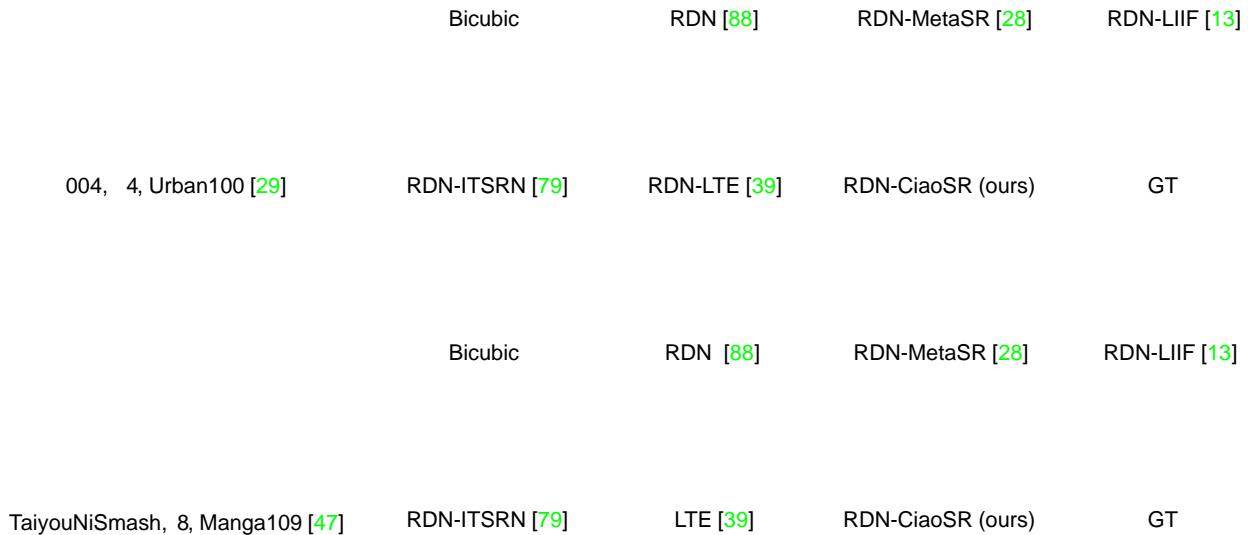 Bicubic RDN [88] RDN-MetaSR [28] RDN-LIIF [13]
004, 4, Urban100 [29] RDN-ITSRN [79] RDN-LTE [39] RDN-CiaoSR (ours) GT
Bicubic RDN [88] RDN-MetaSR [28] RDN-LIIF [13]
TaiyouNiSmash, 8, Manga109 [47] RDN-ITSRN [79] LTE [39] RDN-CiaoSR (ours) GT